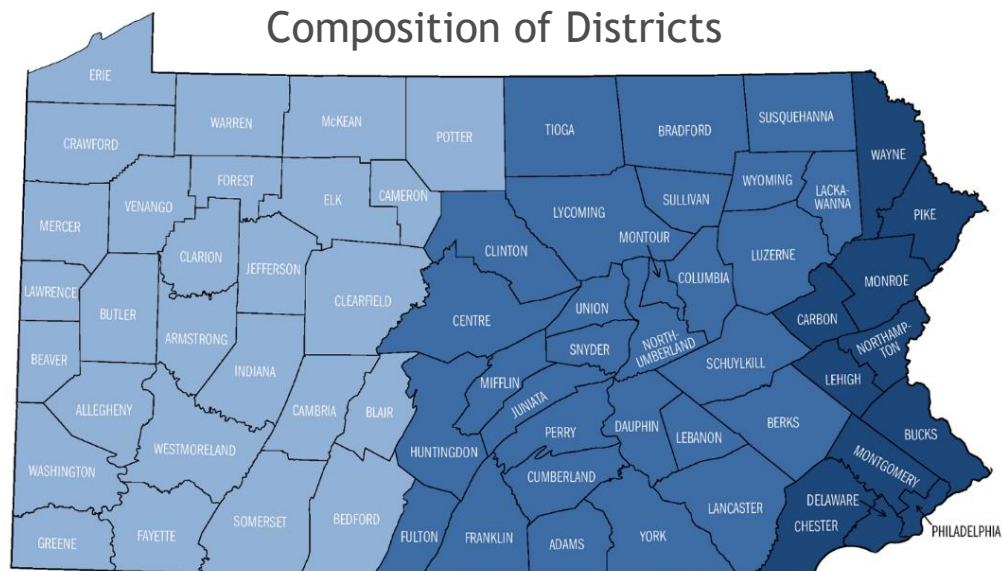 Composition of Districts
ERIE
CRAWFORD
WARREN
McKEAN
POTTER
TIOGA
BRADFORD
SUSQUEHANNA
WAYNE
FOREST
ELK
CAMERON
VENANGO
MERCER
CLARION
JEFFERSON
CLEARFIELD
CLINTON
LYCOMING
SULLIVAN
WYOMING
LACKA-
WANNA
PIKE
MONTOUR
COLUMBIA
LUZERNE
MONROE
LAWRENCE
BUTLER
ARMSTRONG
CENTRE
UNION
SNYDER
NORTH-
UMBERLAND
SCHUYLKILL
CARBON
NORTHAMP-
TON
LEHIGH
BEAVER
ALLEGHENY
INDIANA
CAMBRIA
BLAIR
MIFFLIN
JUNIATA
HUNTINGDON
PERRY
DAUPHIN
LEBANON
BERKS
BUCKS
MONTGOMERY
WASHINGTON
WESTMORELAND
CUMBERLAND
LANCASTER
DELAWARE
CHESTER
PHILADELPHIA
GREENE
FAYETTE
SOMERSET
BEDFORD
FULTON
FRANKLIN
ADAMS
YORK